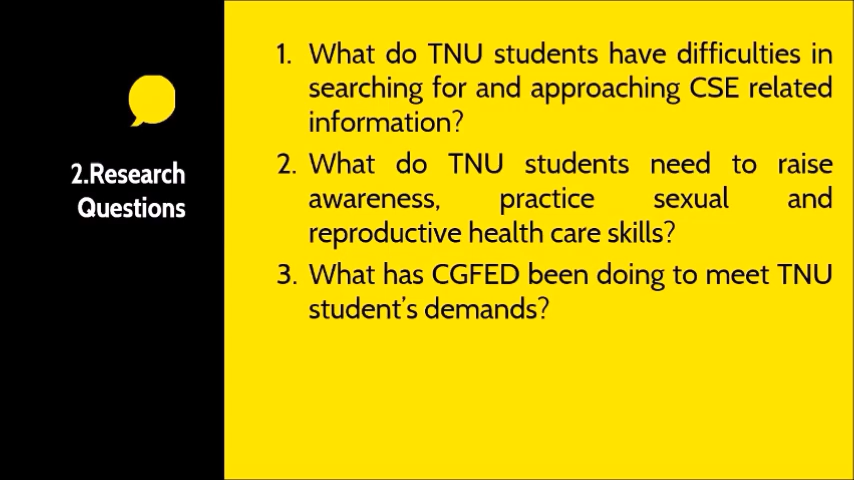 2.Research
Questions
1. What do TNU students have difficulties in
searching for and approaching CSE related
information?
2. What do TNU students need to raise
awareness, practice sexual and
reproductive health care skills?
3. What has CGFED been doing to meet TNU
student's demands?